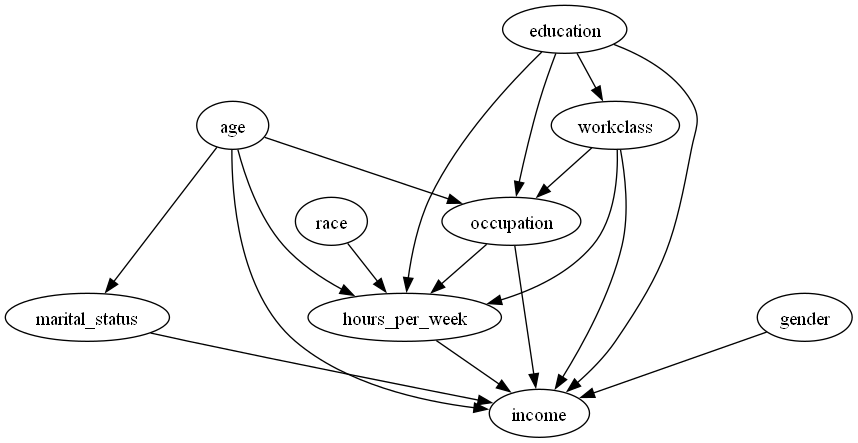 education
age
workclass
race
occupation
marital_status
hours_per_week
gender
income